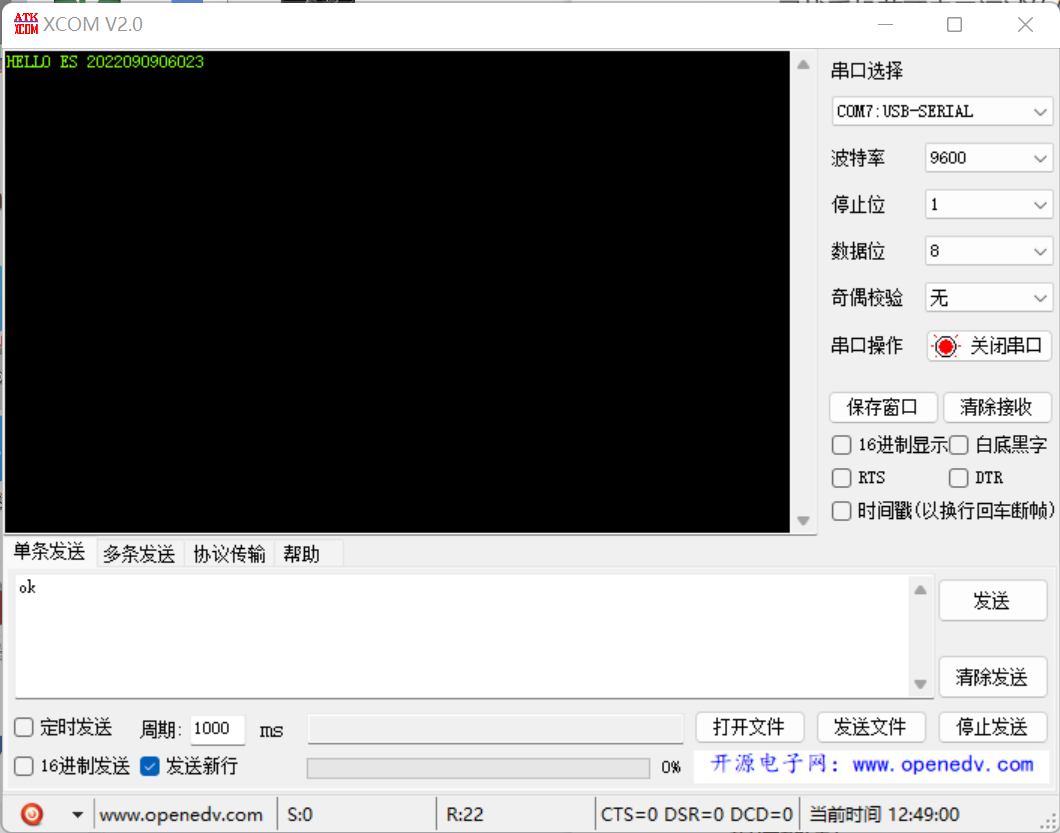 ATK XCOM XCOM V2.0
HELLO ES 2022090906023
串口选择
COM7:USB-SERIAL
波特率 9600
停止位 1
数据位 8
奇偶校验 无
串口操作 关闭串口
保存窗口 清除接收
16进制显示 白底黑字
RTS DTR
时间戳(以换行回车断帧)
单条发送 多条发送 协议传输 帮助
ok
发送
清除发送
定时发送 周期: 1000 ms 打开文件 发送文件 停止发送
16进制发送 发送新行 0% 开源电子网: www.openedv.com
www.openedv.com S:0 R:22 CTS=0 DSR=0 DCD=0 当前时间 12:49:00